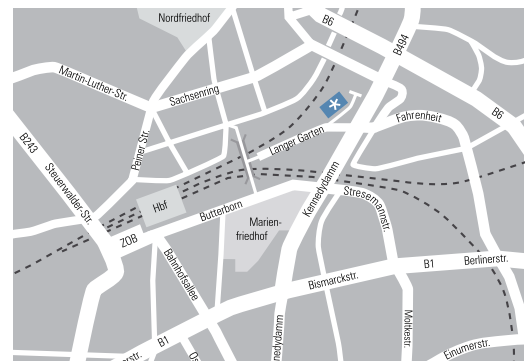 Nordfriedhof
B6
B494
Martin-Luther-Str.
Sachsenring
B6
Fahrenheit
B243
Peiner Str.
Langer Garten
Steuerwalder-Str.
Kennedydamm
Hbf
Stresemannstr.
Butterborn
Marien-
friedhof
ZOB
Bahnhofsallee
B1
Berlinerstr.
Bismarckstr.
B1
Moltkestr.
Einumerstr.